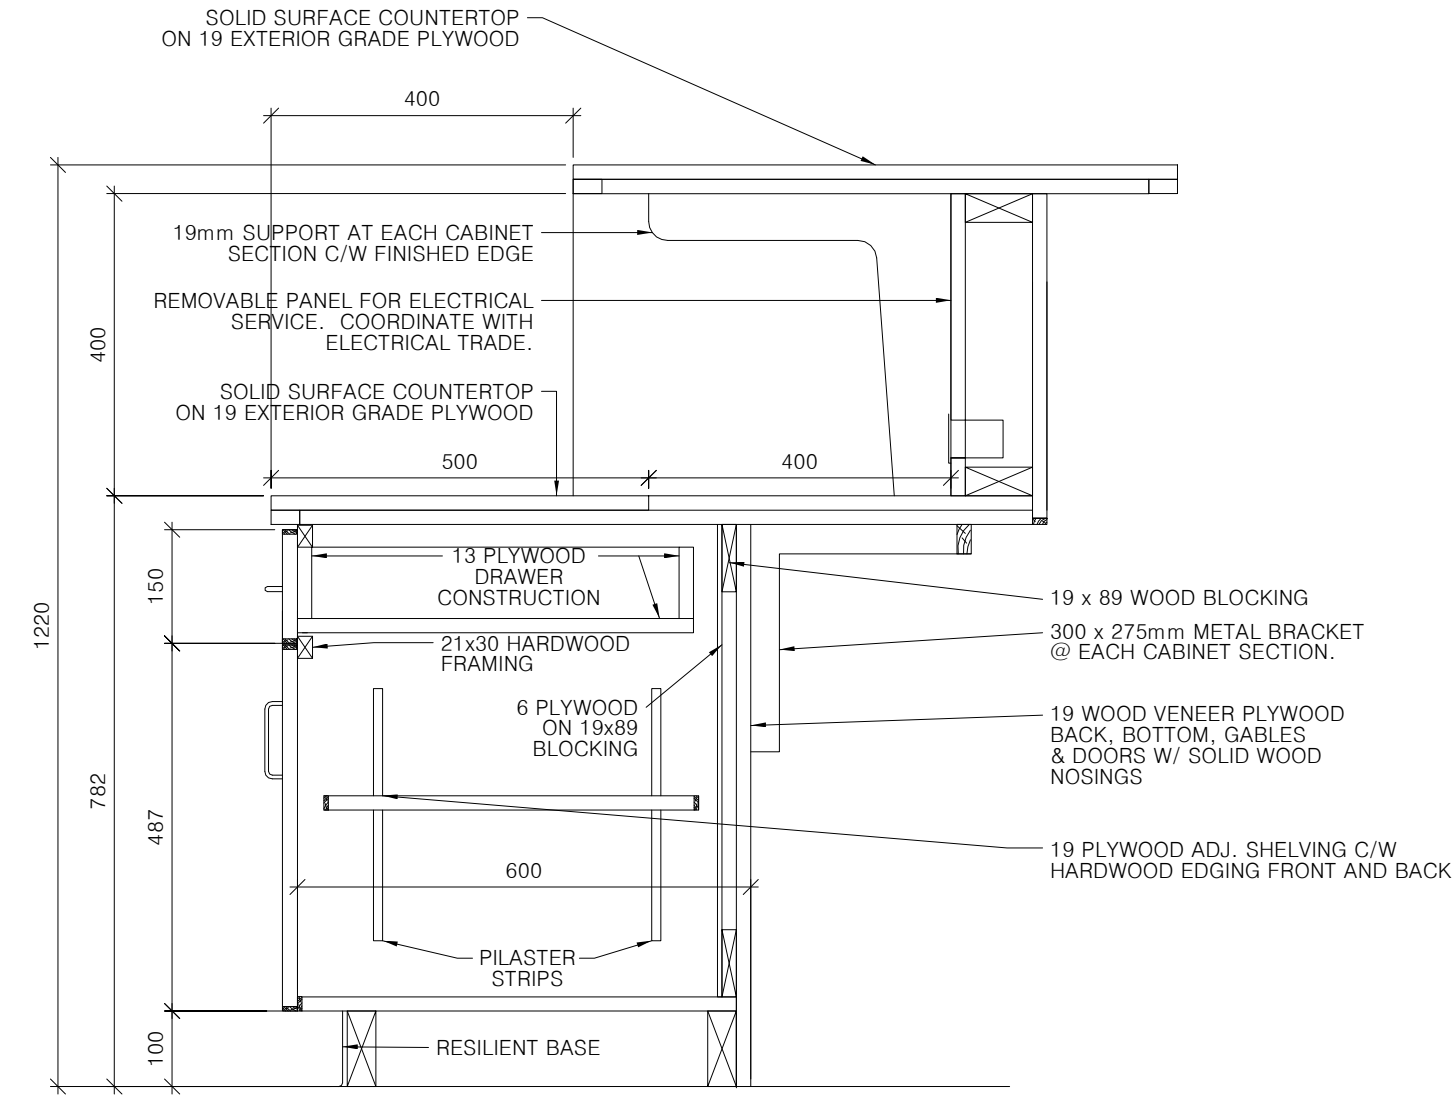 SOLID SURFACE COUNTERTOP
ON 19 EXTERIOR GRADE PLYWOOD
400
19mm SUPPORT AT EACH CABINET
SECTION C/W FINISHED EDGE
REMOVABLE PANEL FOR ELECTRICAL
SERVICE. COORDINATE WITH
ELECTRICAL TRADE.
400
SOLID SURFACE COUNTERTOP
ON 19 EXTERIOR GRADE PLYWOOD
500
400
13 PLYWOOD
DRAWER
CONSTRUCTION
150
1220
19 x 89 WOOD BLOCKING
300 x 275mm METAL BRACKET
@ EACH CABINET SECTION.
21x30 HARDWOOD
FRAMING
6 PLYWOOD
ON 19x89
BLOCKING
19 WOOD VENEER PLYWOOD
BACK, BOTTOM, GABLES
& DOORS W/ SOLID WOOD
NOSINGS
782
487
19 PLYWOOD ADJ. SHELVING C/W
HARDWOOD EDGING FRONT AND BACK
600
PILASTER
STRIPS
100
RESILIENT BASE